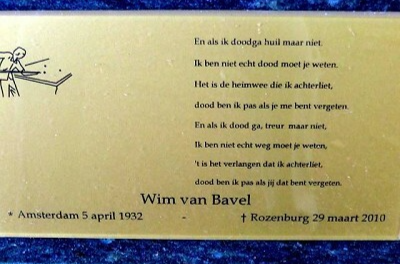 En als ik doodga huil maar niet.
Ik ben niet echt dood moet je weten.
Het is de heimwee die ik achterliet,
dood ben ik pas als je me bent vergeten.
En als ik dood ga, treur maar niet,
Ik ben niet echt weg moet je weten,
't is het verlangen dat ik achterliet,
dood ben ik pas als jij dat bent vergeten.
Wim van Bavel
* Amsterdam 5 april 1932 - † Rozenburg 29 maart 2010